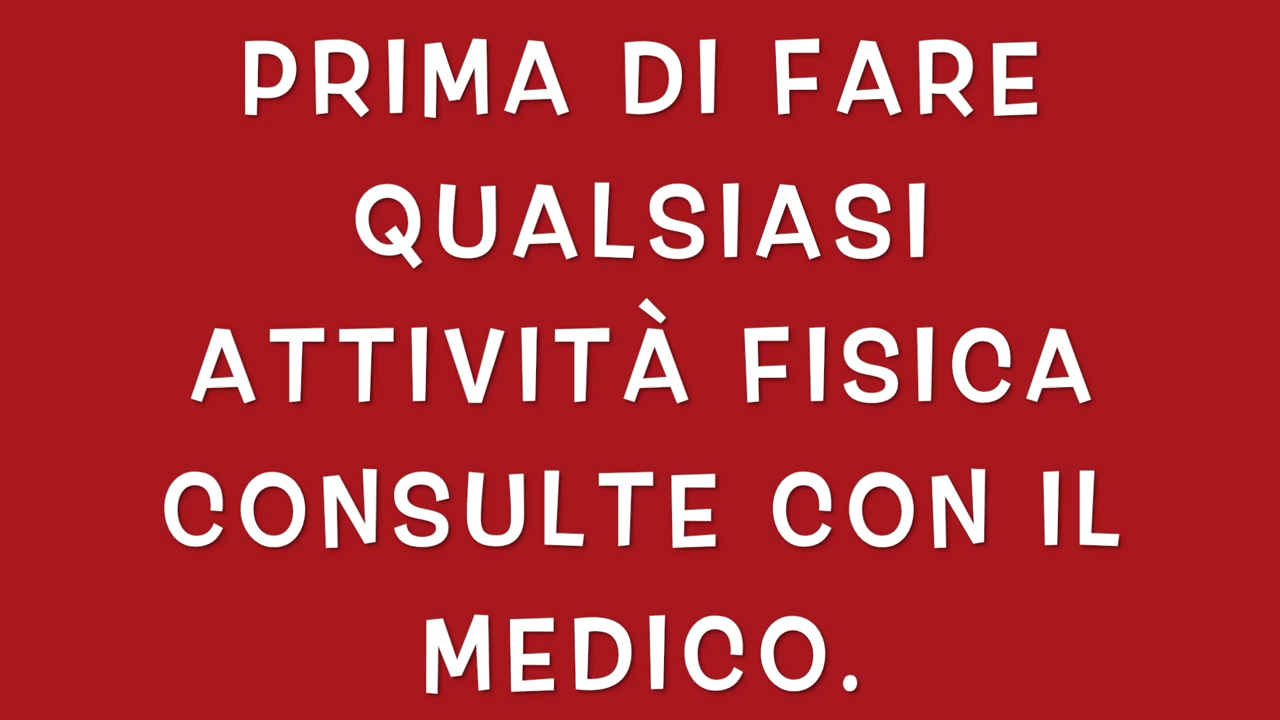 PRIMA DI FARE
QUALSIASI
ATTIVITÀ FISICA
CONSULTE CON IL
MEDICO.